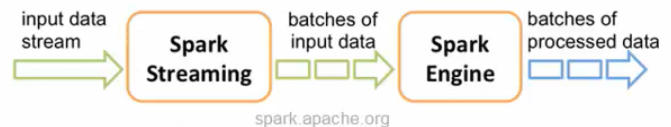 input data
stream
Spark
Streaming
batches of
input data
Spark
Engine
batches of
processed data
spark.apache.org